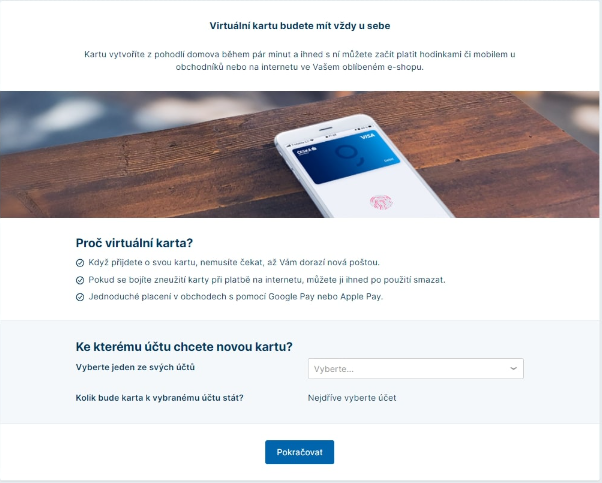 Virtuální kartu budete mít vždy u sebe
Kartu vytvoříte z pohodlí domova během pár minut a ihned s ní můžete začít platit hodinkami či mobilem u
obchodníků nebo na internetu ve Vašem oblíbeném e-shopu.
VISA
Proč virtuální karta?
Když přijdete o svou kartu, nemusíte čekat, až Vám dorazí nová poštou.
Pokud se bojíte zneužití karty při platbě na internetu, můžete ji ihned po použití smazat.
Jednoduché placení v obchodech s pomocí Google Pay nebo Apple Pay.
Ke kterému účtu chcete novou kartu?
Vyberte jeden ze svých účtů
Vyberte...
Kolik bude karta k vybranému účtu stát?
Nejdříve vyberte účet
Pokračovat